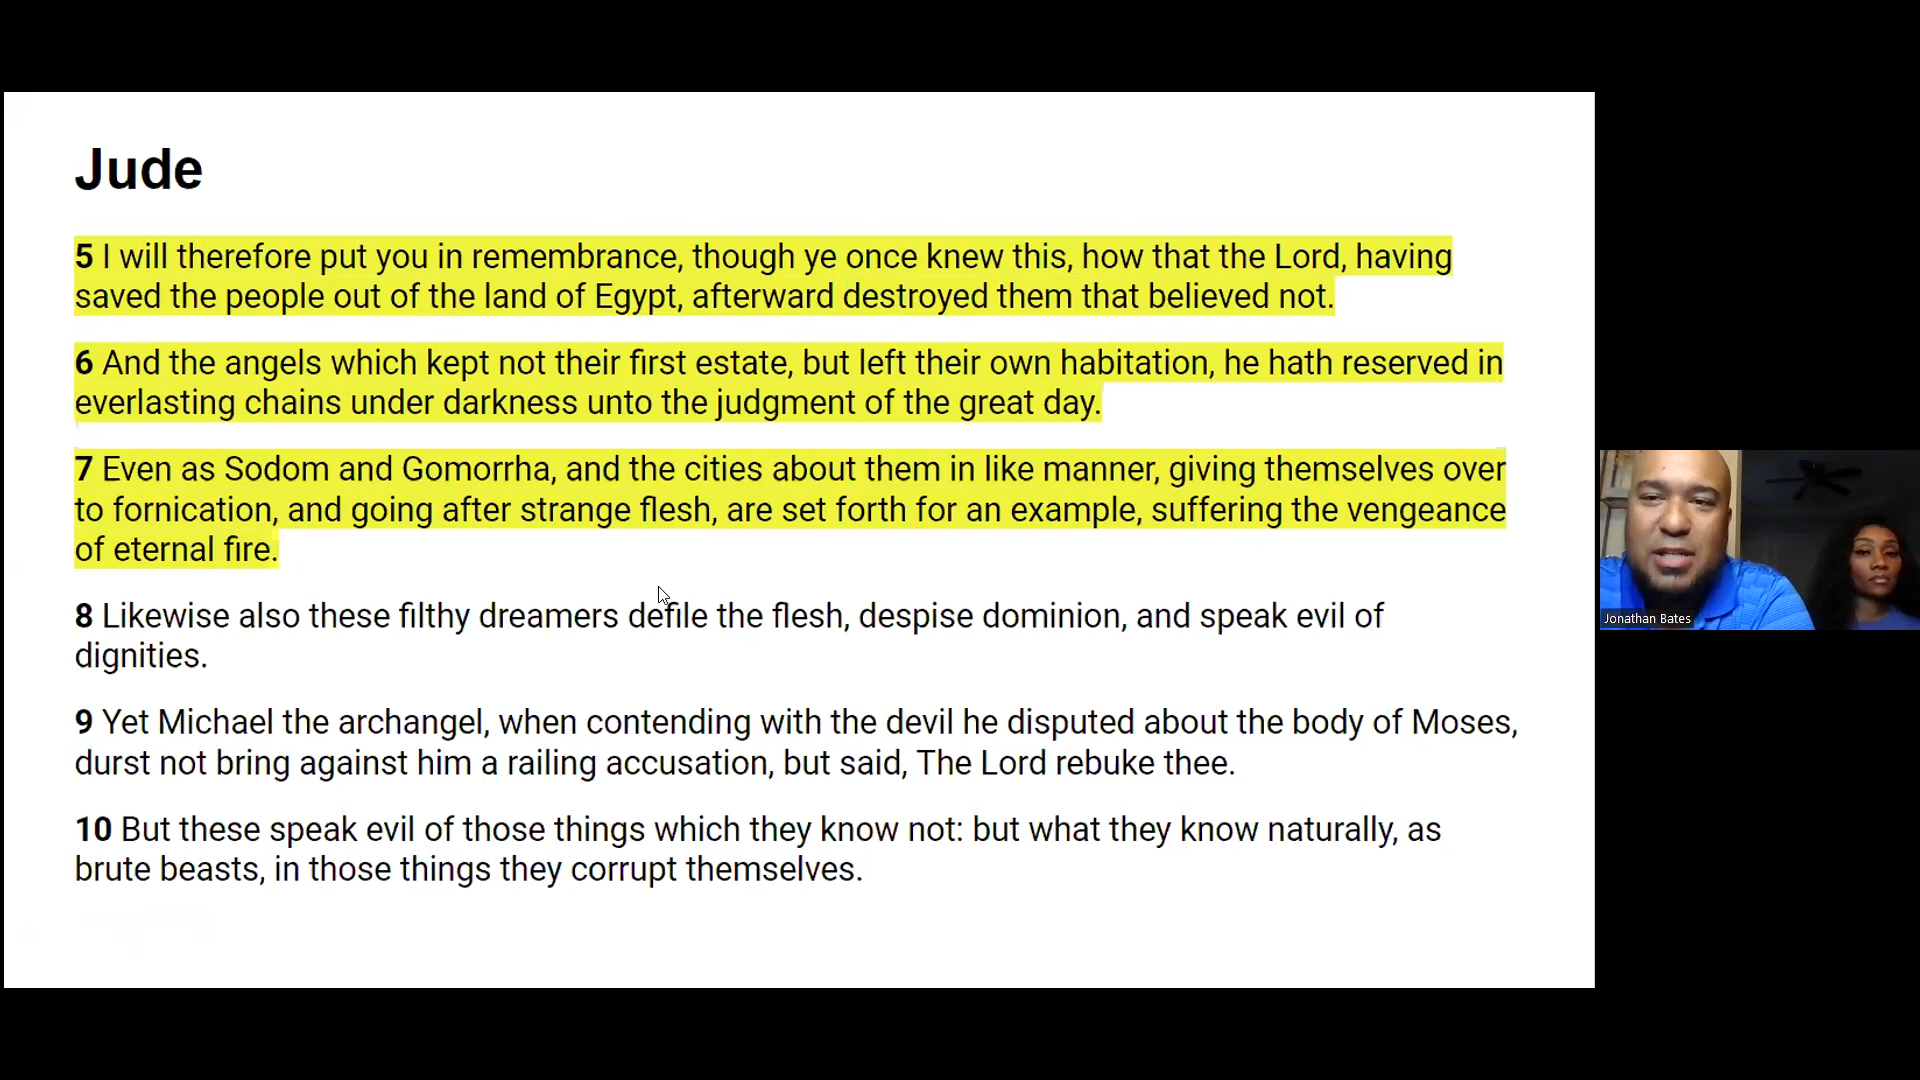 Jude
5 I will therefore put you in remembrance, though ye once knew this, how that the Lord, having
saved the people out of the land of Egypt, afterward destroyed them that believed not.
6 And the angels which kept not their first estate, but left their own habitation, he hath reserved in
everlasting chains under darkness unto the judgment of the great day.
7 Even as Sodom and Gomorrha, and the cities about them in like manner, giving themselves over
to fornication, and going after strange flesh, are set forth for an example, suffering the vengeance
of eternal fire.
8 Likewise also these filthy dreamers defile the flesh, despise dominion, and speak evil of
dignities.
9 Yet Michael the archangel, when contending with the devil he disputed about the body of Moses,
durst not bring against him a railing accusation, but said, The Lord rebuke thee.
10 But these speak evil of those things which they know not: but what they know naturally, as
brute beasts, in those things they corrupt themselves.
Jonathan Bates